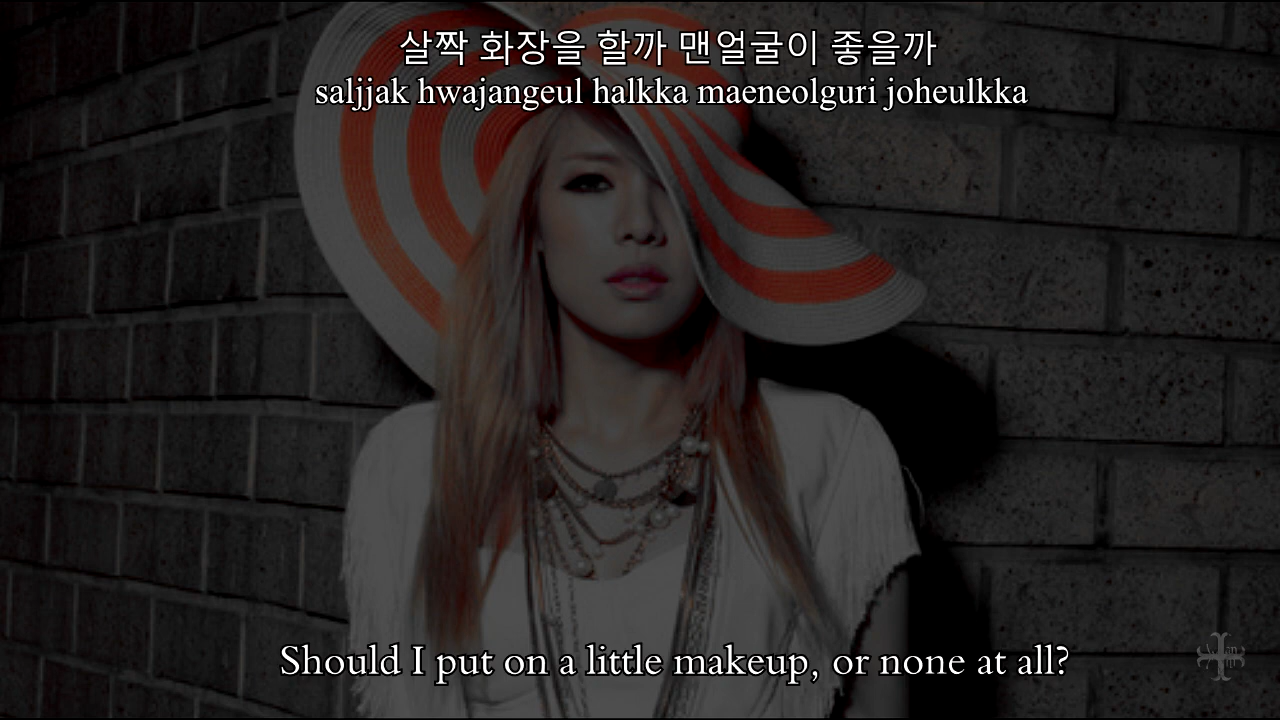 살짝 화장을 할까 맨얼굴이 좋을까
saljjak hwajangeul halkka maeneolguri joheulkka
Should I put on a little makeup, or none at all?